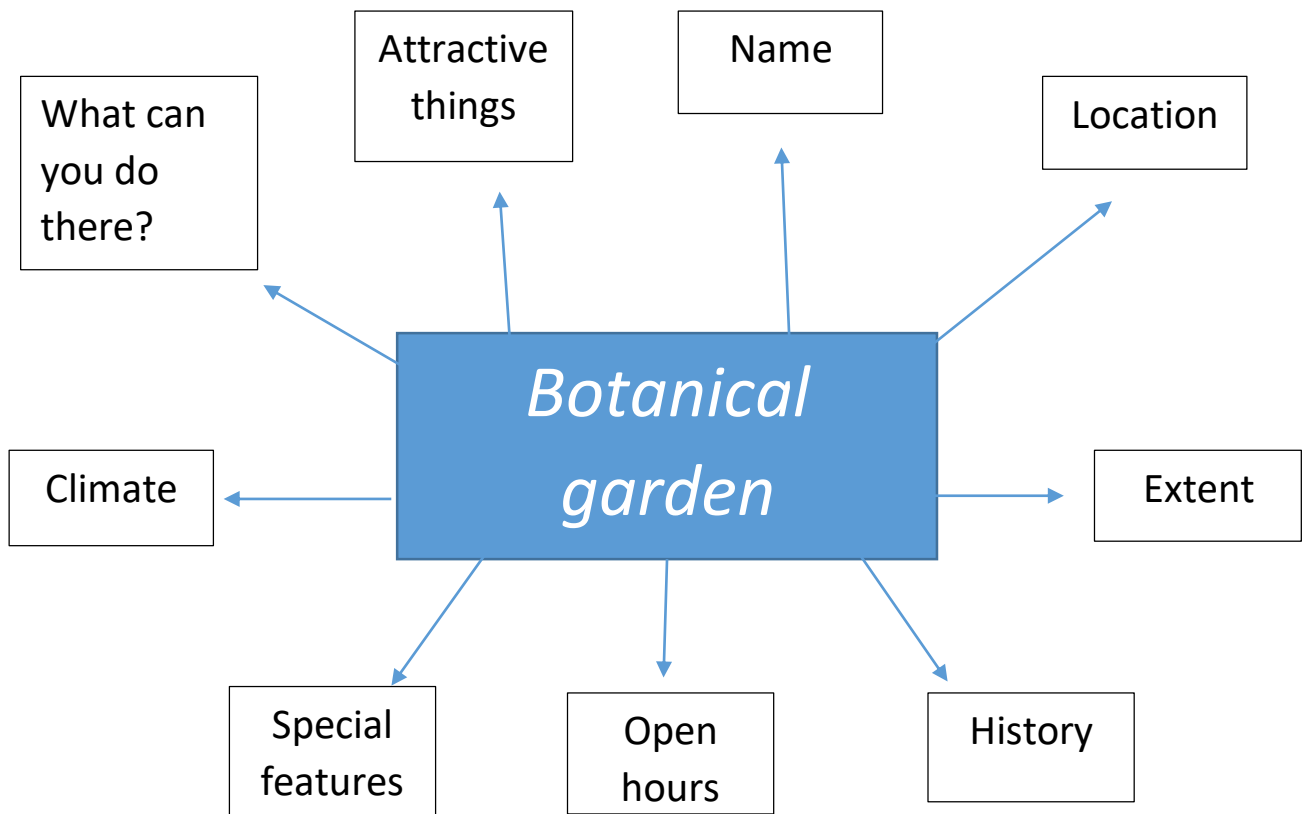 Attractive
things
Name
Location
What can
you do
there?
Botanical
garden
Climate
Extent
Special
features
Open
hours
History